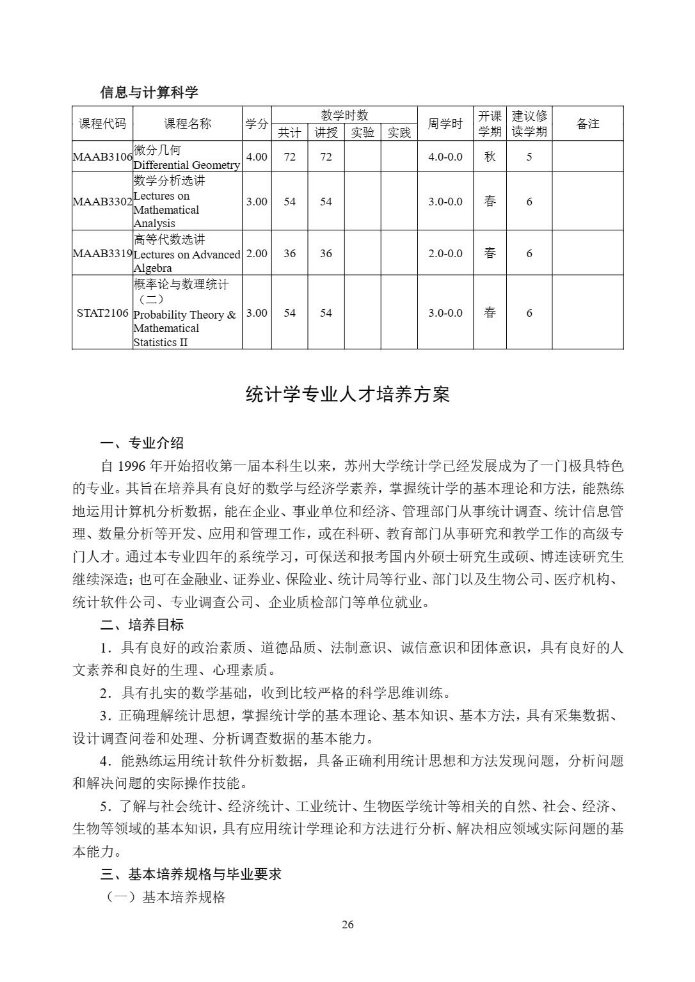 信息与计算科学
课程代码 课程名称 学分 教学时数 周学时 开课学期 建议修读学期 备注
共计 讲授 实验 实践
MAAB3106 微分几何 4.00 72 72 4.0-0.0 秋 5
Differential Geometry
MAAB3302 数学分析选讲 3.00 54 54 3.0-0.0 春 6
Lectures on
Mathematical
Analysis
MAAB3319 高等代数选讲 2.00 36 36 2.0-0.0 春 6
Lectures on Advanced
Algebra
STAT2106 概率论与数理统计 3.00 54 54 3.0-0.0 春 6
（二）
Probability Theory &
Mathematical
Statistics II
统计学专业人才培养方案
一、专业介绍
自 1996 年开始招收第一届本科生以来，苏州大学统计学已经发展成为了一门极具特色
的专业。其旨在培养具有良好的数学与经济学素养，掌握统计学的基本理论和方法，能熟练
地运用计算机分析数据，能在企业、事业单位和经济、管理部门从事统计调查、统计信息管
理、数量分析等开发、应用和管理工作，或在科研、教育部门从事研究和教学工作的高级专
门人才。通过本专业四年的系统学习，可保送和报考国内外硕士研究生或硕、博连读研究生
继续深造；也可在金融业、证券业、保险业、统计局等行业、部门以及生物公司、医疗机构、
统计软件公司、专业调查公司、企业质检部门等单位就业。
二、培养目标
1．具有良好的政治素质、道德品质、法制意识、诚信意识和团体意识，具有良好的人
文素养和良好的生理、心理素质。
2．具有扎实的数学基础，收到比较严格的科学思维训练。
3．正确理解统计思想，掌握统计学的基本理论、基本知识、基本方法，具有采集数据、
设计调查问卷和处理、分析调查数据的基本能力。
4．能熟练运用统计软件分析数据，具备正确利用统计思想和方法发现问题，分析问题
和解决问题的实际操作技能。
5．了解与社会统计、经济统计、工业统计、生物医学统计等相关的自然、社会、经济、
生物等领域的基本知识，具有应用统计学理论和方法进行分析、解决相应领域实际问题的基
本能力。
三、基本培养规格与毕业要求
（一）基本培养规格
26